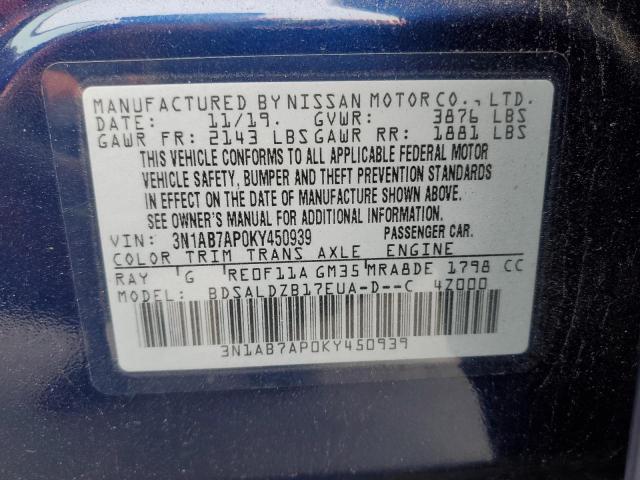 MANUFACTURED BY NISSAN MOTOR CO., LTD.
DATE: 11/19. GVWR: 3876 LBS
GAWR FR: 2143 LBS GAWR RR: 1881 LBS
THIS VEHICLE CONFORMS TO ALL APPLICABLE FEDERAL MOTOR
VEHICLE SAFETY, BUMPER AND THEFT PREVENTION STANDARDS
IN EFFECT ON THE DATE OF MANUFACTURE SHOWN ABOVE.
SEE OWNER'S MANUAL FOR ADDITIONAL INFORMATION.
VIN: 3N1AB7AP0KY450939 PASSENGER CAR.
COLOR TRIM TRANS AXLE ENGINE
RAY G RE0F11A GM35 MRA8DE 1798 CC
MODEL: BDSALDZB17EUA-D--C 4Z000
3N1AB7AP0KY450939